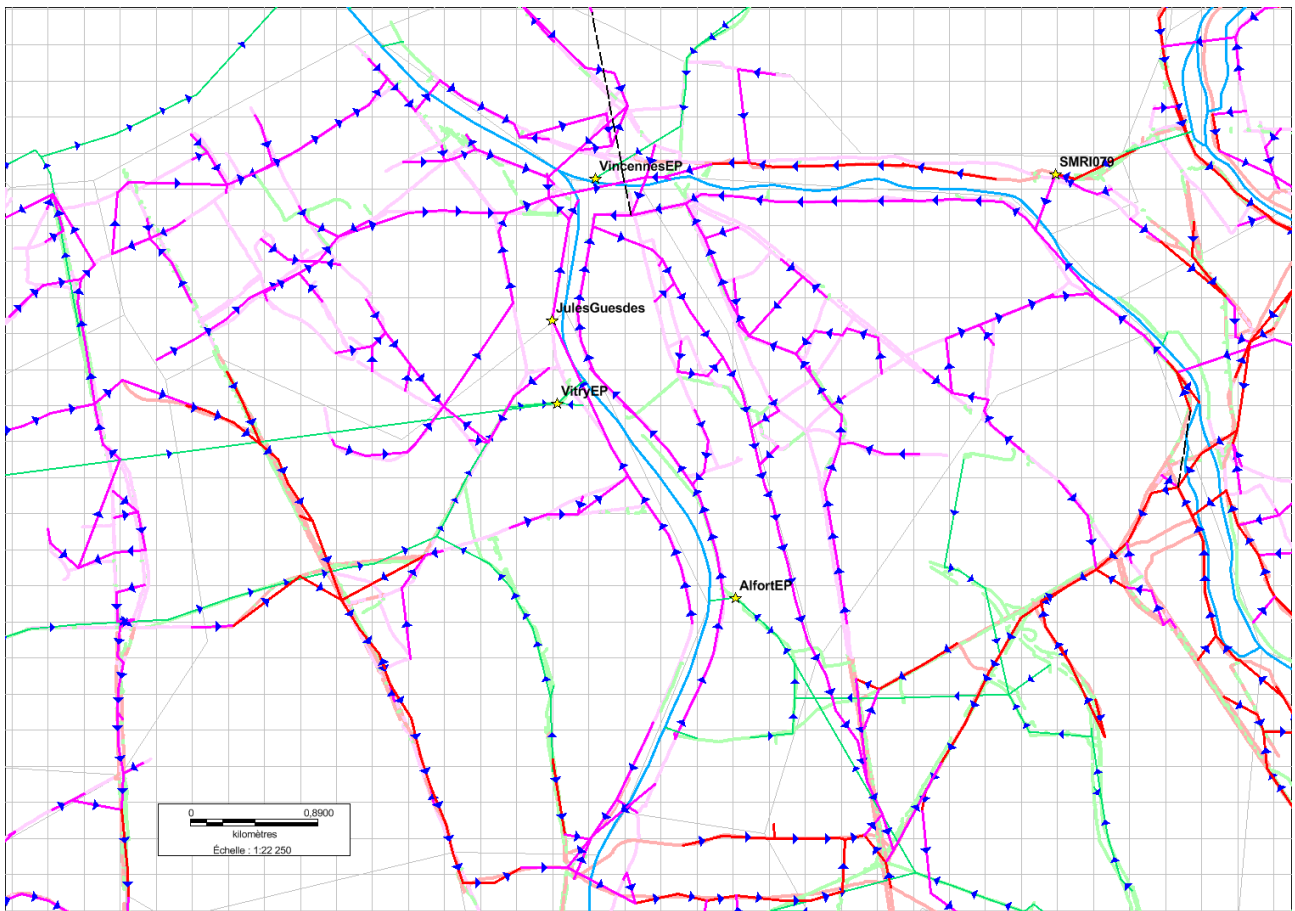 SMRI079
VincennesEP
JulesGuesdes
VitryEP
AlfortEP
0 0,8900
kilomètres
Échelle : 1:22 250